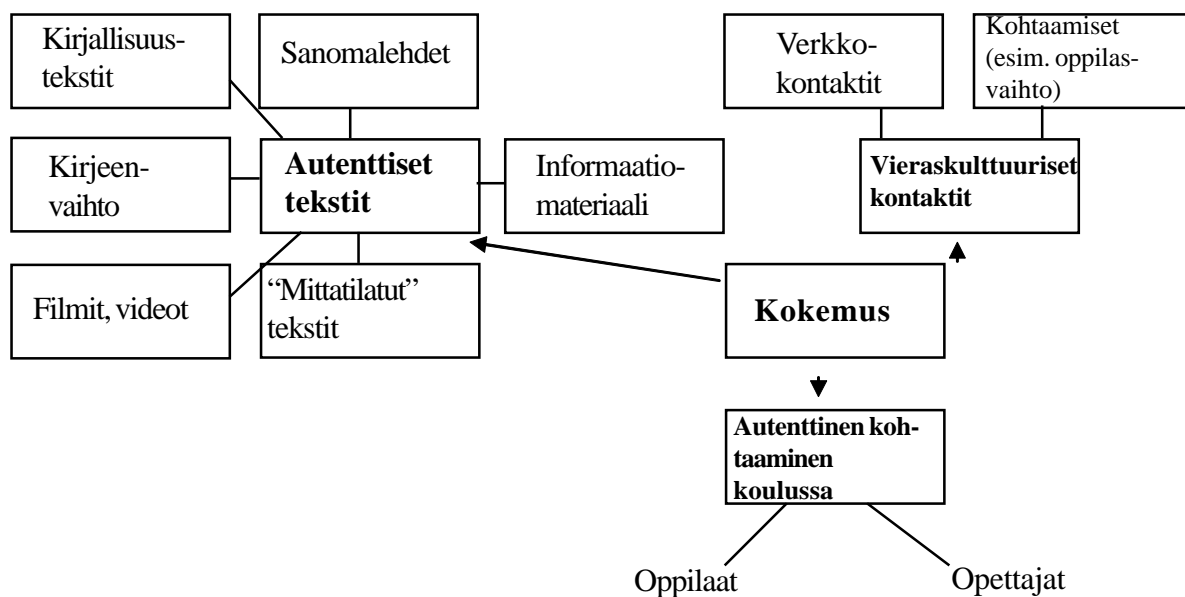 Kirjallisuus-
tekstit
Sanomalehdet
Verkko-
kontaktit
Kohtaamiset
(esim. oppilas-
vaihto)
Kirjeen-
vaihto
Autenttiset
tekstit
Informaatio-
materiaali
Vieraskulttuuriset
kontaktit
Filmit, videot
“Mittatilatut”
tekstit
Kokemus
Autenttinen koh-
taaminen
koulussa
Oppilaat
Opettajat